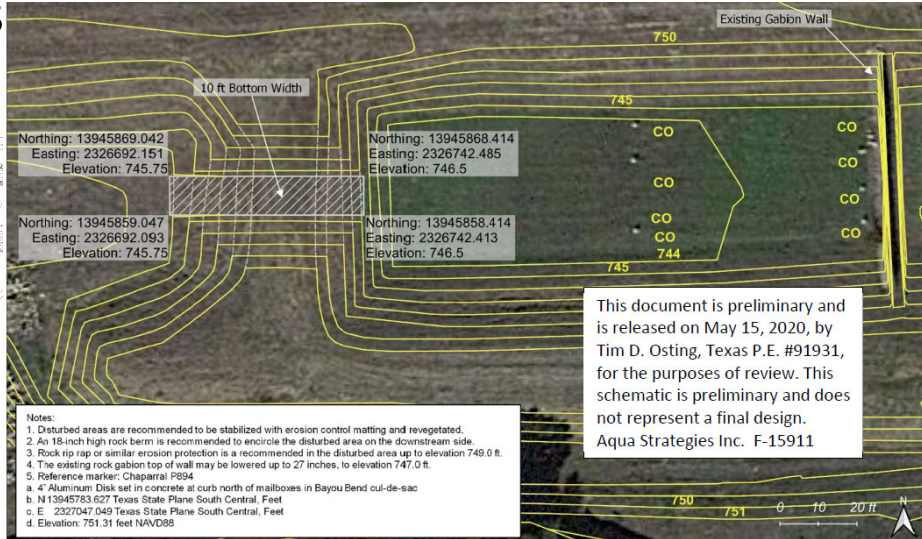 750
Existing Gabion Wall
10 ft Bottom Width
745
CO
CO
Northing: 13945869.042
Easting: 2326692.151
Elevation: 745.75
Northing: 13945868.414
Easting: 2326742.485
Elevation: 746.5
CO
CO
CO
Northing: 13945859.047
Easting: 2326692.093
Elevation: 745.75
Northing: 13945858.414
Easting: 2326742.413
Elevation: 746.5
CO
CO
CO
CO
744
745
This document is preliminary and
is released on May 15, 2020, by
Tim D. Osting, Texas P.E. #91931,
for the purposes of review. This
schematic is preliminary and does
not represent a final design.
Aqua Strategies Inc.  F-15911
Notes:
1. Disturbed areas are recommended to be stabilized with erosion control matting and revegetated.
2. An 18-inch high rock berm is recommended to encircle the disturbed area on the downstream side.
3. Rock rip rap or similar erosion protection is a recommended in the disturbed area up to elevation 749.0 ft.
4. The existing rock gabion top of wall may be lowered up to 27 inches, to elevation 747.0 ft.
5. Reference marker: Chaparral P894
a. 4" Aluminum Disk set in concrete at curb north of mailboxes in Bayou Bend cul-de-sac
b. N 13945783.627 Texas State Plane South Central, Feet
c. E 2327047.049 Texas State Plane South Central, Feet
d. Elevation: 751.31 feet NAVD88
750
751
0 10 20 ft